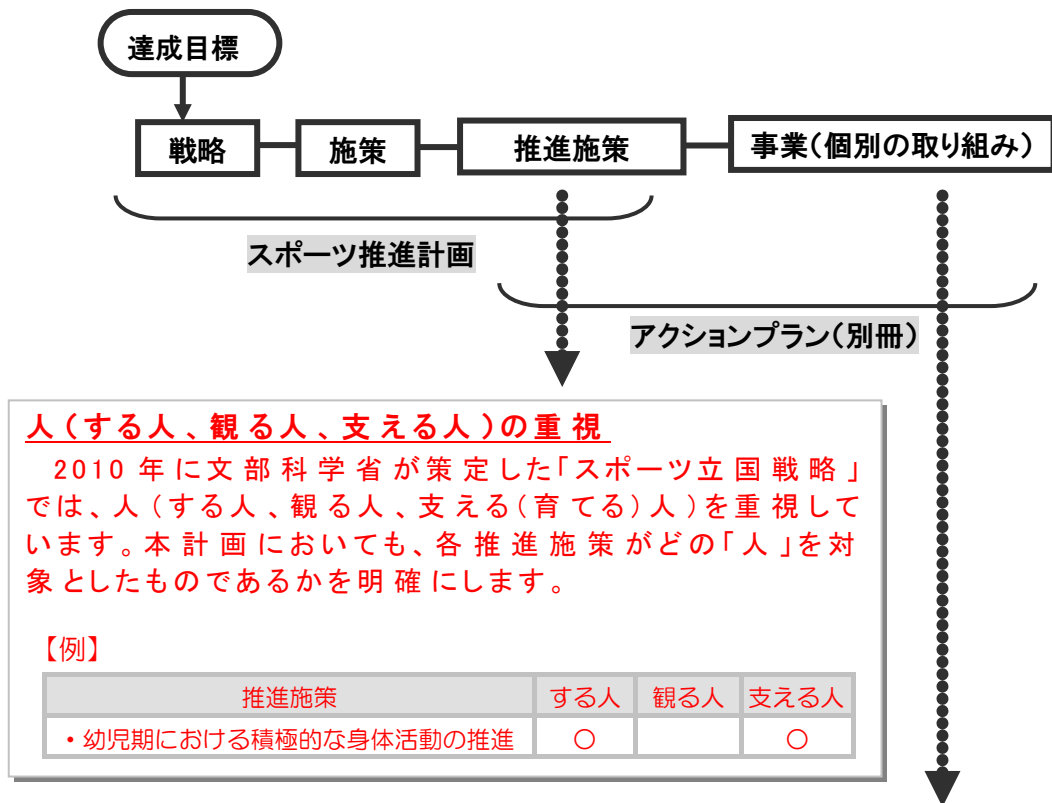 達成目標
戦略 施策 推進施策 事業（個別の取り組み）
スポーツ推進計画
アクションプラン（別冊）
人（する人、観る人、支える人）の重視
2010年に文部科学省が策定した「スポーツ立国戦略」
では、人（する人、観る人、支える（育てる）人）を重視して
います。本計画においても、各推進施策がどの「人」を対
象としたものであるかを明確にします。
【例】
推進施策 する人 観る人 支える人
・幼児期における積極的な身体活動の推進 ○ ○